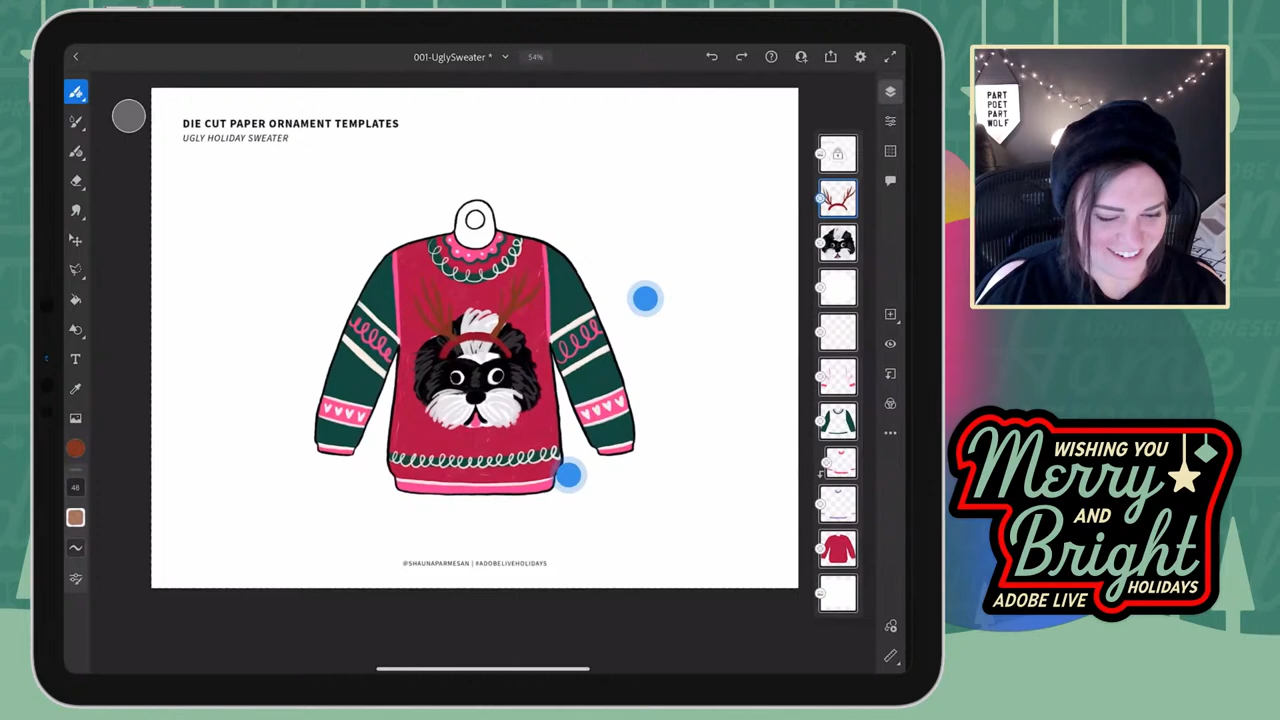 001-UglySweater *
54%
DIE CUT PAPER ORNAMENT TEMPLATES
UGLY HOLIDAY SWEATER
T
46
@SHAUNAPARMESAN | #ADOBELIVEHOLIDAYS
PART
POET
PART
WOLF
WISHING YOU
Merry
AND
Bright
HOLIDAYS
ADOBE LIVE